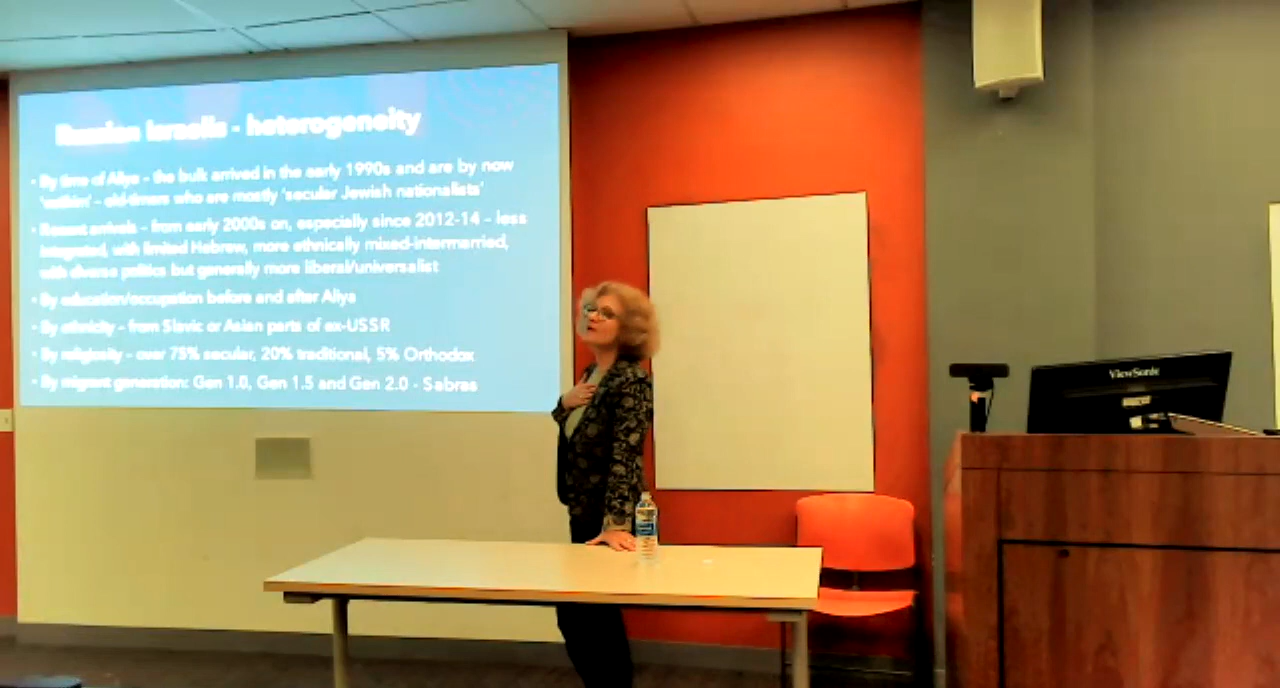 Russian Israelis - heterogeneity
• By time of Aliya – the bulk arrived in the early 1990s and are by now
'vatikim' – old-timers who are mostly 'secular Jewish nationalists'
• Recent arrivals – from early 2000s on, especially since 2012-14 – less
integrated, with limited Hebrew, more ethnically mixed-intermarried,
with diverse politics but generally more liberal/universalist
• By education/occupation before and after Aliya
• By ethnicity – from Slavic or Asian parts of ex-USSR
• By religiosity – over 75% secular, 20% traditional, 5% Orthodox
• By migrant generation: Gen 1.0, Gen 1.5 and Gen 2.0 - Sabras
ViewSonic